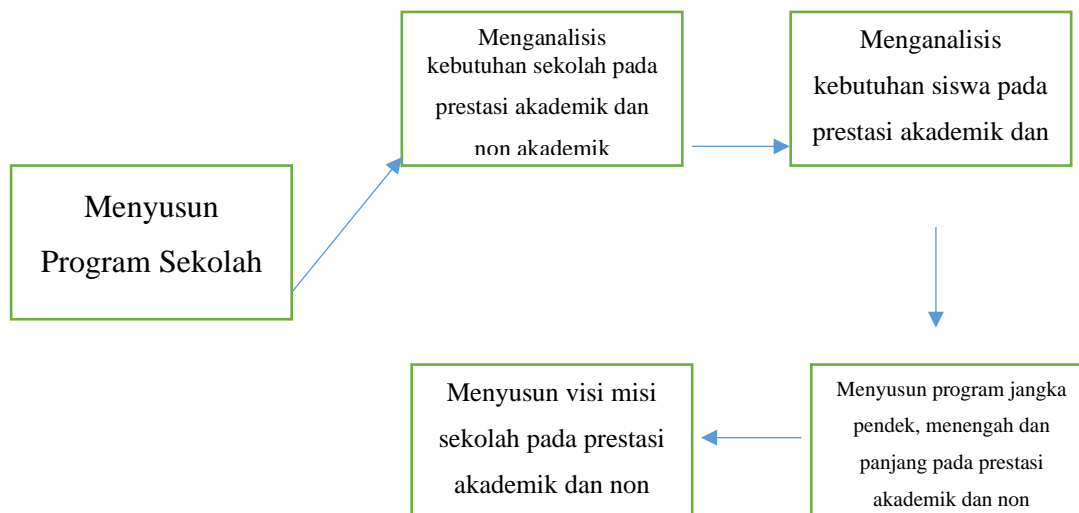 Menyusun
Program Sekolah
Menganalisis
kebutuhan sekolah pada
prestasi akademik dan
non akademik
Menganalisis
kebutuhan siswa pada
prestasi akademik dan
Menyusun program jangka
pendek, menengah dan
panjang pada prestasi
akademik dan non
Menyusun visi misi
sekolah pada prestasi
akademik dan non